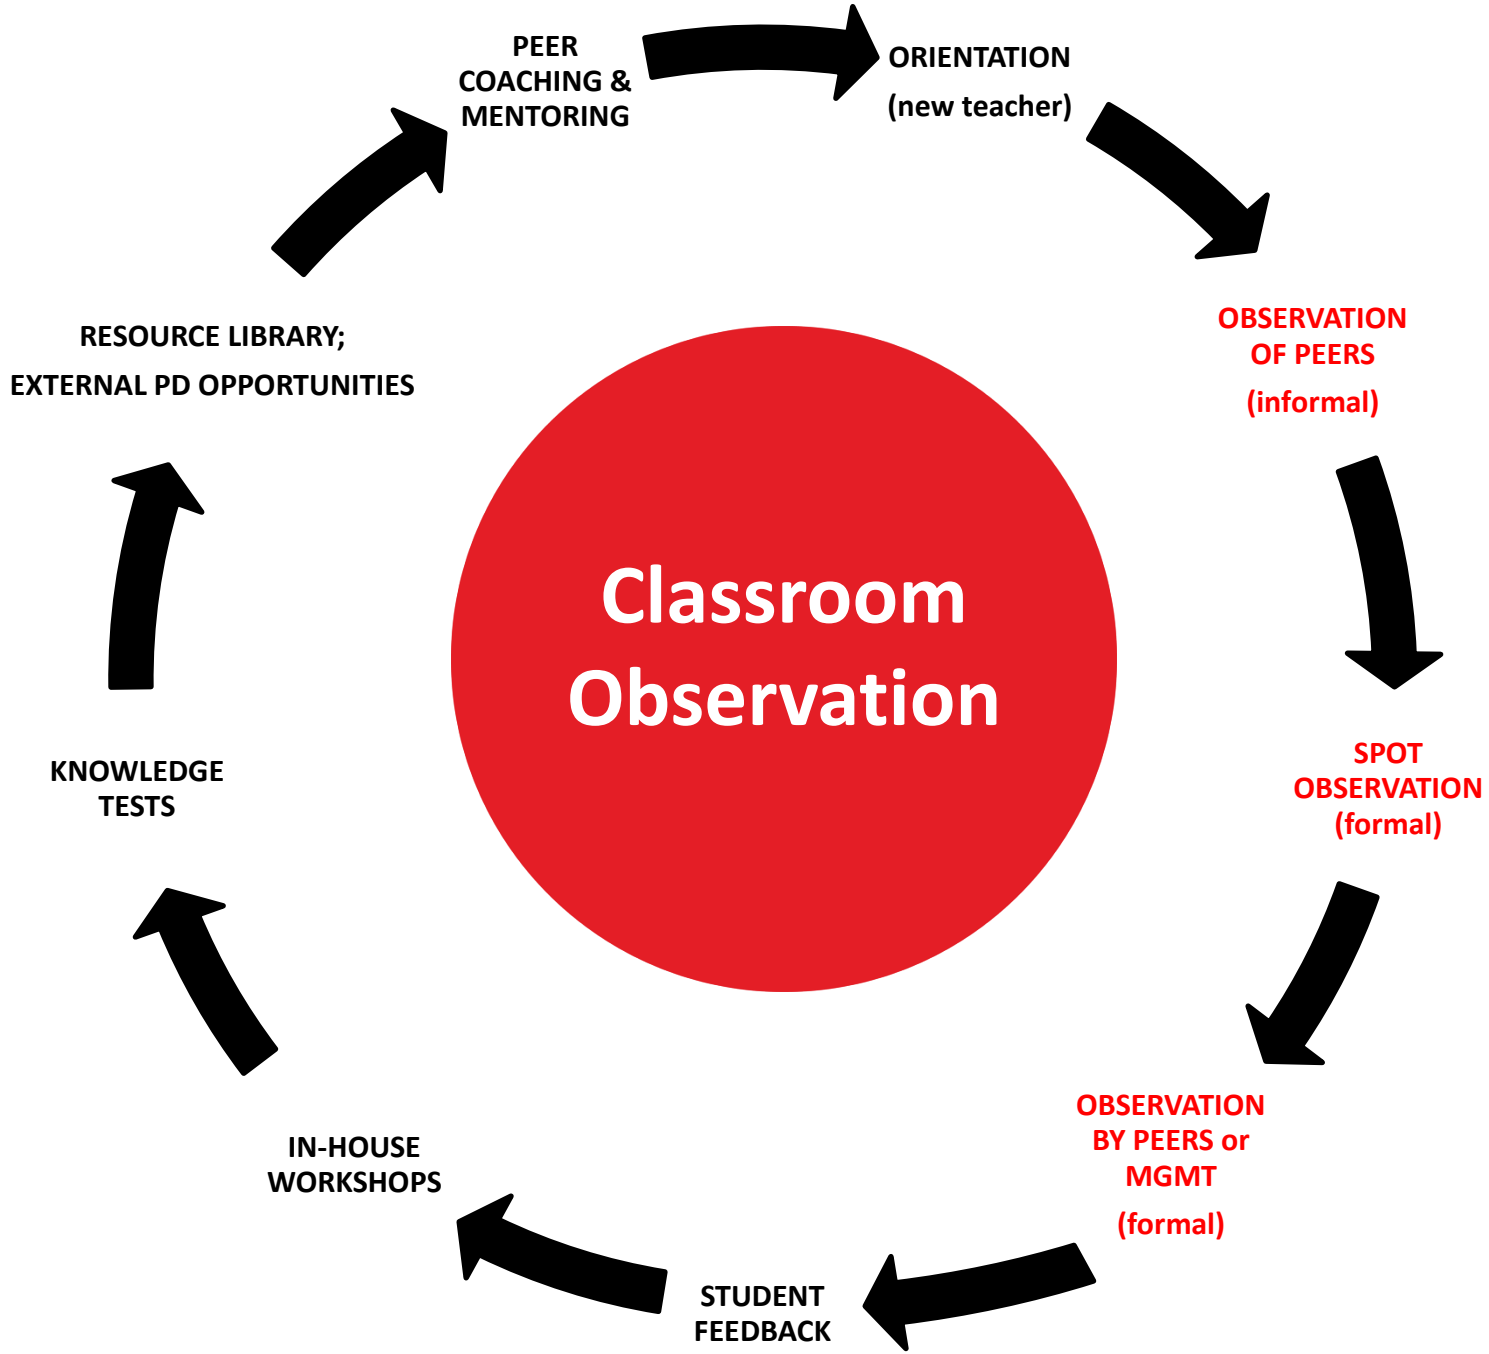 PEER
COACHING &
MENTORING
ORIENTATION
(new teacher)
OBSERVATION
OF PEERS
(informal)
SPOT
OBSERVATION
(formal)
OBSERVATION
BY PEERS or
MGMT
(formal)
STUDENT
FEEDBACK
IN-HOUSE
WORKSHOPS
KNOWLEDGE
TESTS
RESOURCE LIBRARY;
EXTERNAL PD OPPORTUNITIES
Classroom
Observation